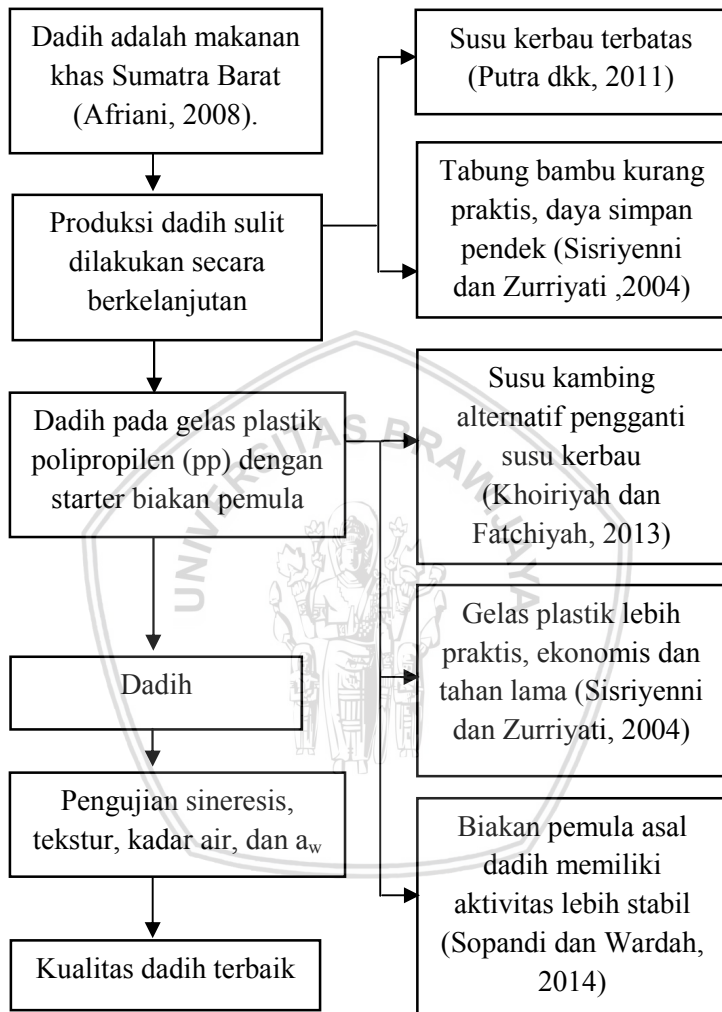 Dadih adalah makanan
khas Sumatra Barat
(Afriani, 2008).
Susu kerbau terbatas
(Putra dkk, 2011)
Produksi dadih sulit
dilakukan secara
berkelanjutan
Tabung bambu kurang
praktis, daya simpan
pendek (Sisriyenni
dan Zurriyati ,2004)
Dadih pada gelas plastik
polipropilen (pp) dengan
starter biakan pemula
Susu kambing
alternatif pengganti
susu kerbau
(Khoiriyah dan
Fatchiyah, 2013)
Gelas plastik lebih
praktis, ekonomis dan
tahan lama (Sisriyenni
dan Zurriyati, 2004)
Dadih
Pengujian sineresis,
tekstur, kadar air, dan a_w
Biakan pemula asal
dadih memiliki
aktivitas lebih stabil
(Sopandi dan Wardah,
2014)
Kualitas dadih terbaik
UNIVERSITAS BRAWIJAYA